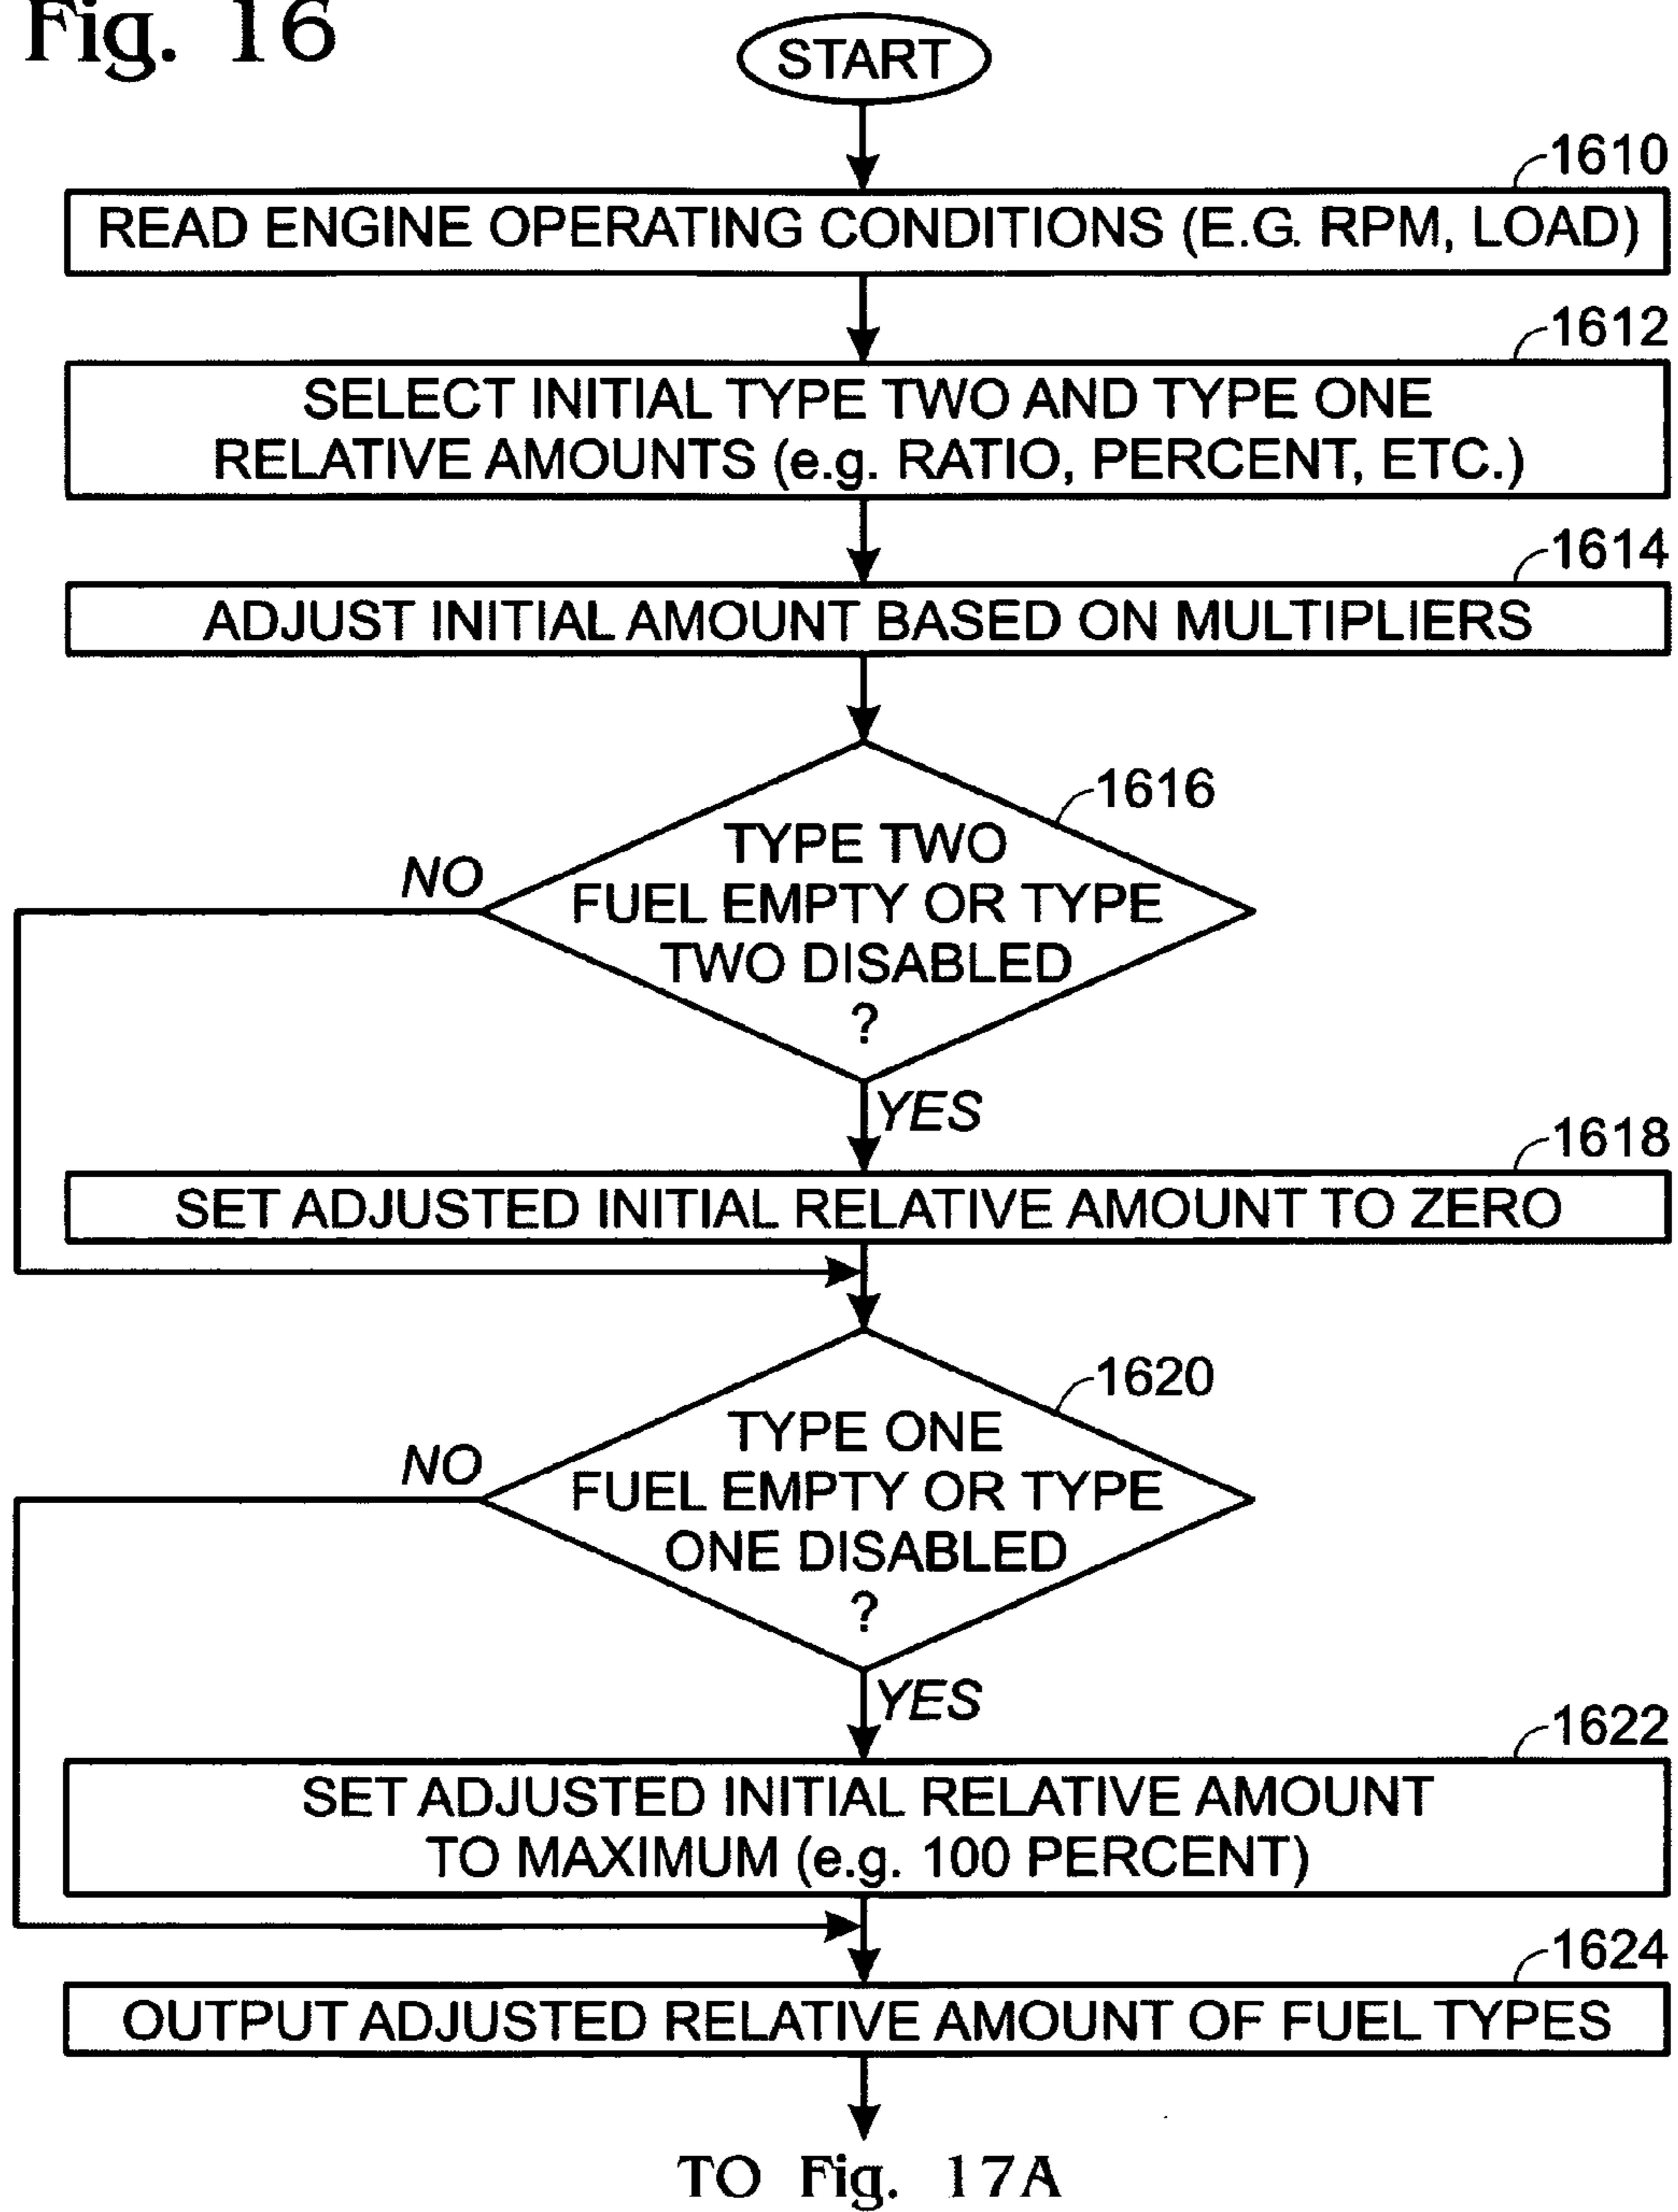 Fig. 16
START
1610
READ ENGINE OPERATING CONDITIONS (E.G. RPM, LOAD)
1612
SELECT INITIAL TYPE TWO AND TYPE ONE
RELATIVE AMOUNTS (e.g. RATIO, PERCENT, ETC.)
1614
ADJUST INITIAL AMOUNT BASED ON MULTIPLIERS
1616
TYPE TWO
NO
FUEL EMPTY OR TYPE
TWO DISABLED
?
YES
1618
SET ADJUSTED INITIAL RELATIVE AMOUNT TO ZERO
1620
TYPE ONE
NO
FUEL EMPTY OR TYPE
ONE DISABLED
?
YES
1622
SET ADJUSTED INITIAL RELATIVE AMOUNT
TO MAXIMUM (e.g. 100 PERCENT)
1624
OUTPUT ADJUSTED RELATIVE AMOUNT OF FUEL TYPES
TO Fig. 17A